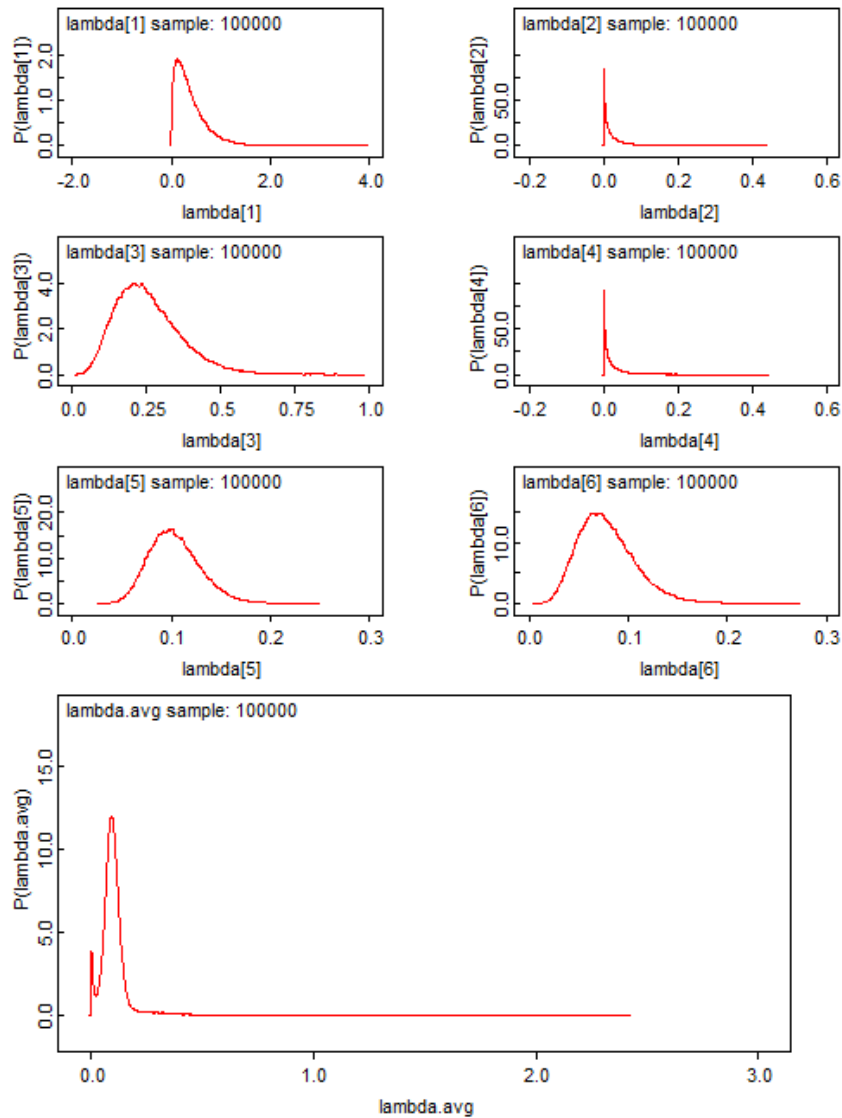 lambda[1] sample: 100000
P(lambda[1])
2.0
1.0
0.0
-2.0 0.0 2.0 4.0
lambda[1]
lambda[2] sample: 100000
P(lambda[2])
50.0
0.0
-0.2 0.0 0.2 0.4 0.6
lambda[2]
lambda[3] sample: 100000
P(lambda[3])
4.0
2.0
0.0
0.0 0.25 0.5 0.75 1.0
lambda[3]
lambda[4] sample: 100000
P(lambda[4])
50.0
0.0
-0.2 0.0 0.2 0.4 0.6
lambda[4]
lambda[5] sample: 100000
P(lambda[5])
20.0
10.0
0.0
0.0 0.1 0.2 0.3
lambda[5]
lambda[6] sample: 100000
P(lambda[6])
10.0
0.0
0.0 0.1 0.2 0.3
lambda[6]
lambda.avg sample: 100000
P(lambda.avg)
15.0
10.0
5.0
0.0
0.0 1.0 2.0 3.0
lambda.avg